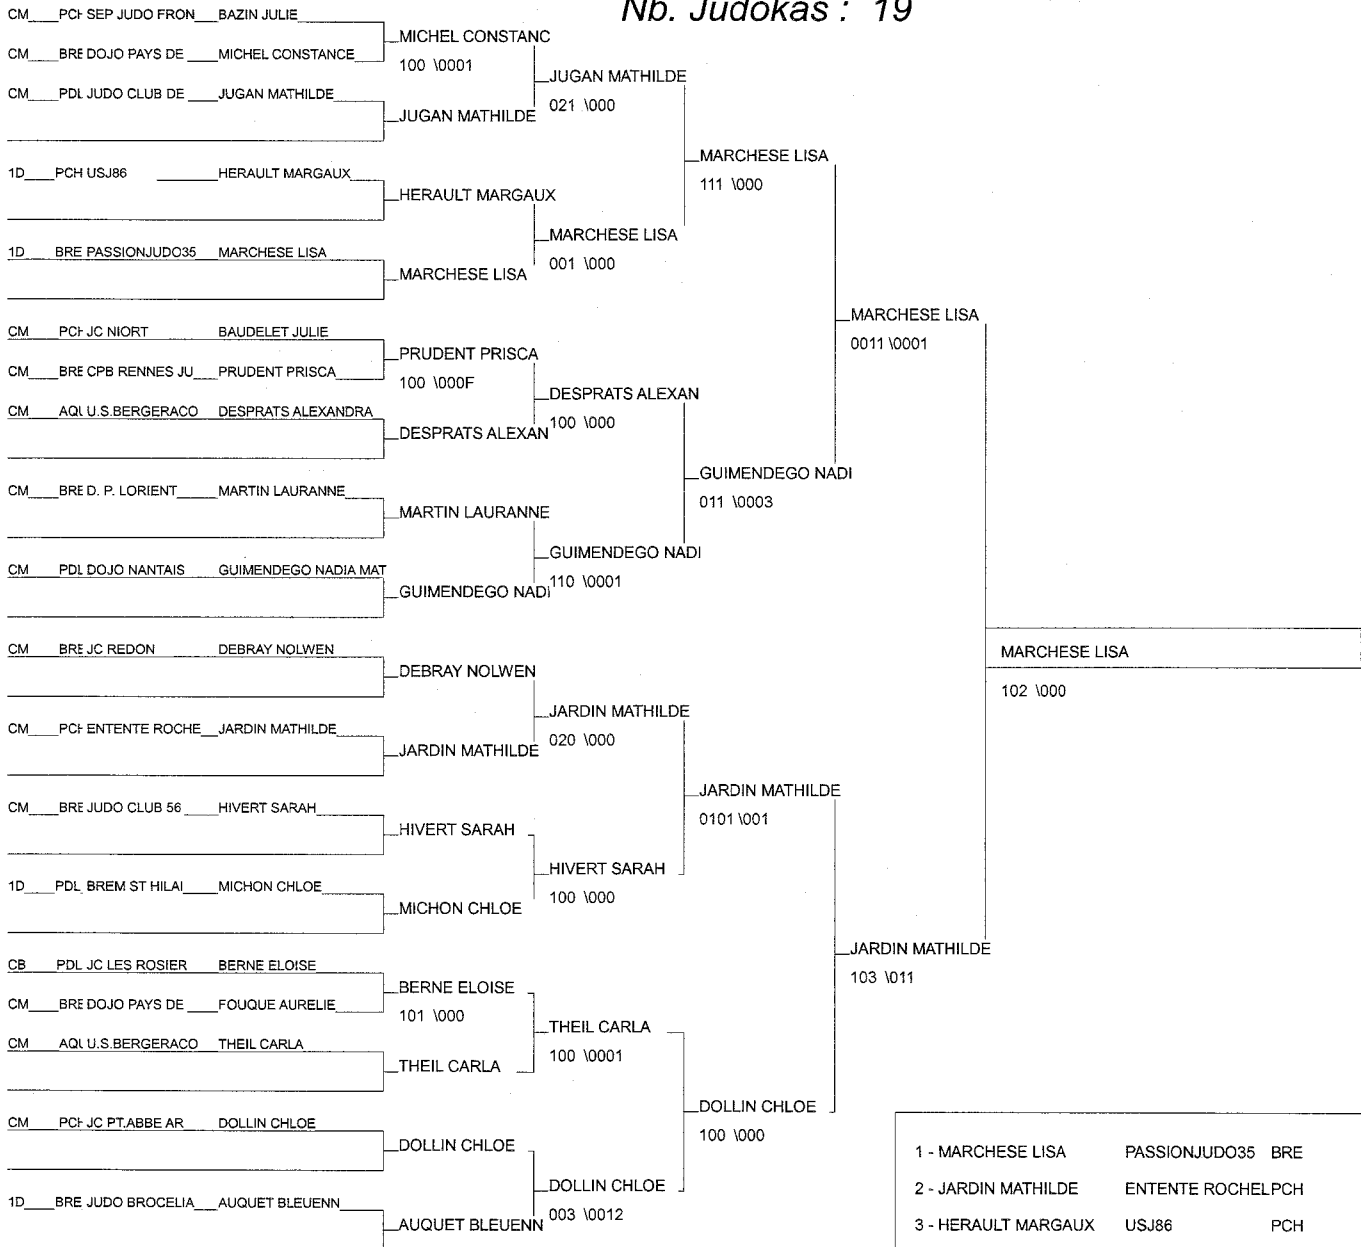 Nb. Judokas : 19
CM PCH SEP JUDO FRON BAZIN JULIE
MICHEL CONSTANC
CM BRE DOJO PAYS DE MICHEL CONSTANCE
100 \0001
JUGAN MATHILDE
CM PDL JUDO CLUB DE JUGAN MATHILDE
021 \000
JUGAN MATHILDE
MARCHESE LISA
1D PCH USJ86 HERAULT MARGAUX
111 \000
HERAULT MARGAUX
MARCHESE LISA
1D BRE PASSIONJUDO35 MARCHESE LISA
001 \000
MARCHESE LISA
MARCHESE LISA
CM PCH JC NIORT BAUDELET JULIE
0011 \0001
PRUDENT PRISCA
CM BRE CPB RENNES JU PRUDENT PRISCA
100 \000F
DESPRATS ALEXAN
CM AQU U.S.BERGERACO DESPRATS ALEXANDRA
100 \000
DESPRATS ALEXAN
GUIMENDEGO NADI
CM BRE D. P. LORIENT MARTIN LAURANNE
011 \0003
MARTIN LAURANNE
GUIMENDEGO NADI
CM PDL DOJO NANTAIS GUIMENDEGO NADIA MAT
110 \0001
GUIMENDEGO NADI
CM BRE JC REDON DEBRAY NOLWEN
MARCHESE LISA
DEBRAY NOLWEN
102 \000
JARDIN MATHILDE
CM PCH ENTENTE ROCHE JARDIN MATHILDE
020 \000
JARDIN MATHILDE
JARDIN MATHILDE
CM BRE JUDO CLUB 56 HIVERT SARAH
0101 \001
HIVERT SARAH
HIVERT SARAH
1D PDL BREM ST HILAI MICHON CHLOE
100 \000
MICHON CHLOE
JARDIN MATHILDE
CB PDL JC LES ROSIER BERNE ELOISE
103 \011
BERNE ELOISE
CM BRE DOJO PAYS DE FOUQUE AURELIE
101 \000
THEIL CARLA
CM AQU U.S.BERGERACO THEIL CARLA
100 \0001
THEIL CARLA
DOLLIN CHLOE
CM PCH JC PT.ABBE AR DOLLIN CHLOE
100 \000
DOLLIN CHLOE
1 - MARCHESE LISA PASSIONJUDO35 BRE
DOLLIN CHLOE
2 - JARDIN MATHILDE ENTENTE ROCHEL PCH
1D BRE JUDO BROCELIA AUQUET BLEUENN
003 \0012
AUQUET BLEUENN
3 - HERAULT MARGAUX USJ86 PCH